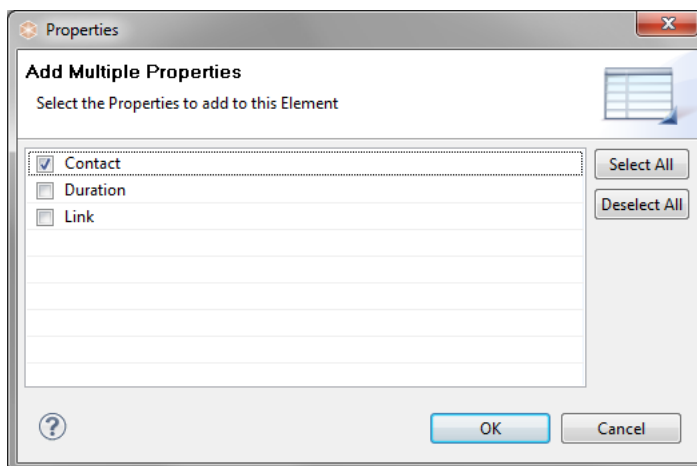 Properties
Add Multiple Properties
Select the Properties to add to this Element
Contact
Select All
Duration
Deselect All
Link
?
OK
Cancel